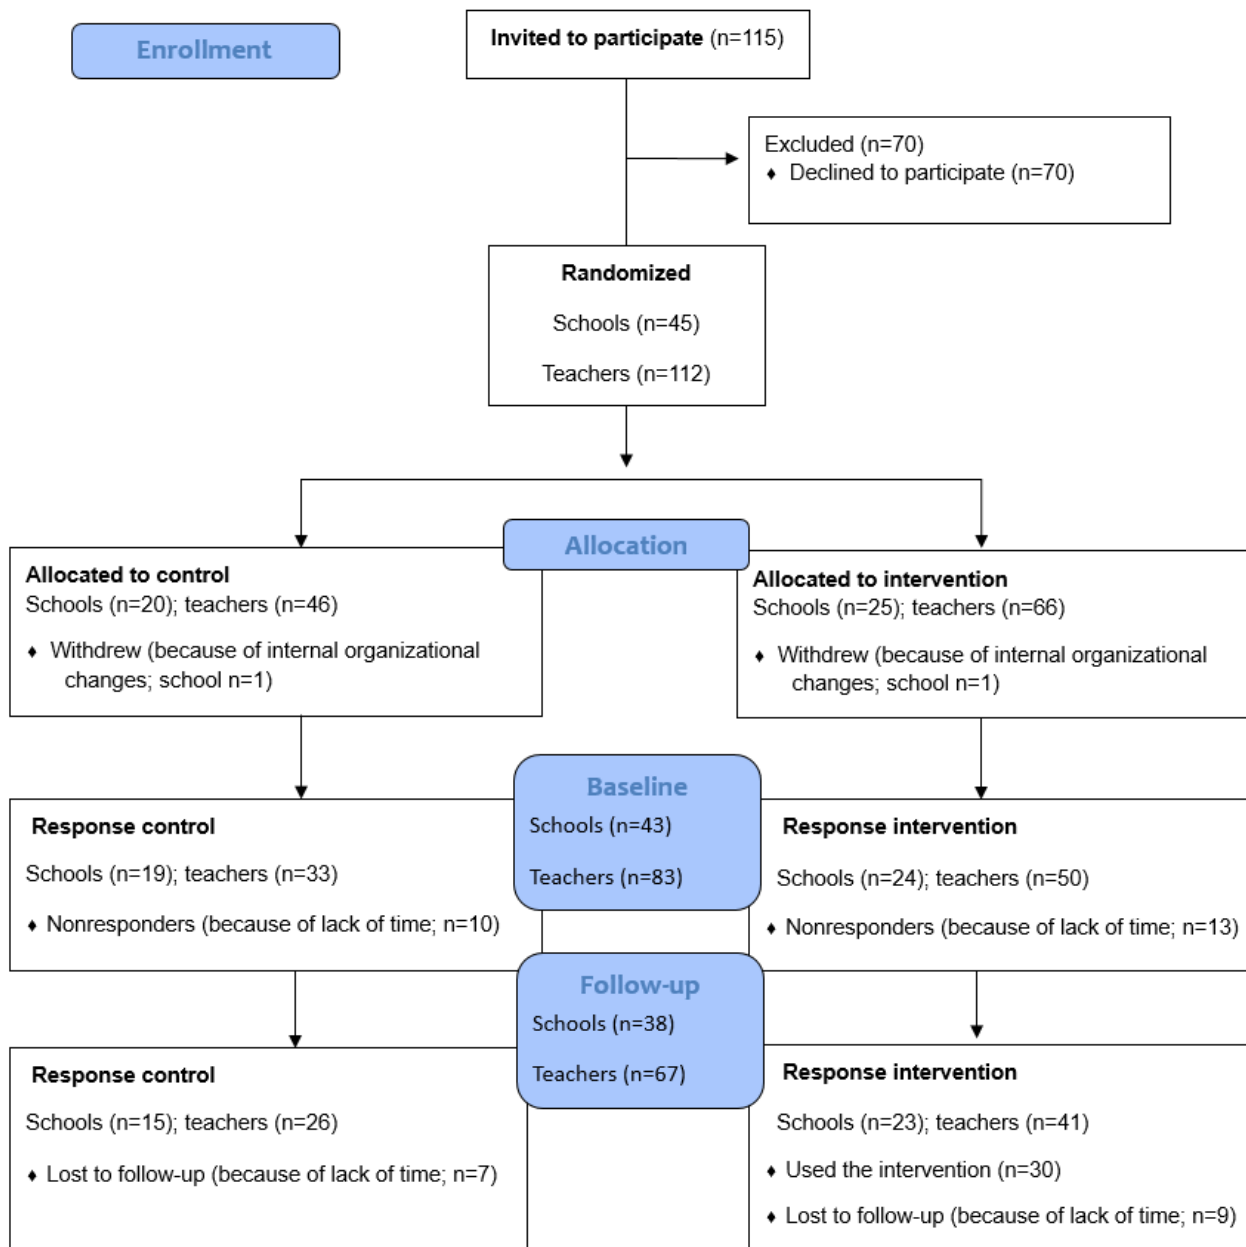 Enrollment
Invited to participate (n=115)
Excluded (n=70)
♦ Declined to participate (n=70)
Randomized
Schools (n=45)
Teachers (n=112)
Allocation
Allocated to control
Schools (n=20); teachers (n=46)
♦ Withdrew (because of internal organizational
changes; school n=1)
Allocated to intervention
Schools (n=25); teachers (n=66)
♦ Withdrew (because of internal organizational
changes; school n=1)
Baseline
Schools (n=43)
Teachers (n=83)
Response control
Schools (n=19); teachers (n=33)
♦ Nonresponders (because of lack of time; n=10)
Response intervention
Schools (n=24); teachers (n=50)
♦ Nonresponders (because of lack of time; n=13)
Follow-up
Schools (n=38)
Teachers (n=67)
Response control
Schools (n=15); teachers (n=26)
♦ Lost to follow-up (because of lack of time; n=7)
Response intervention
Schools (n=23); teachers (n=41)
♦ Used the intervention (n=30)
♦ Lost to follow-up (because of lack of time; n=9)